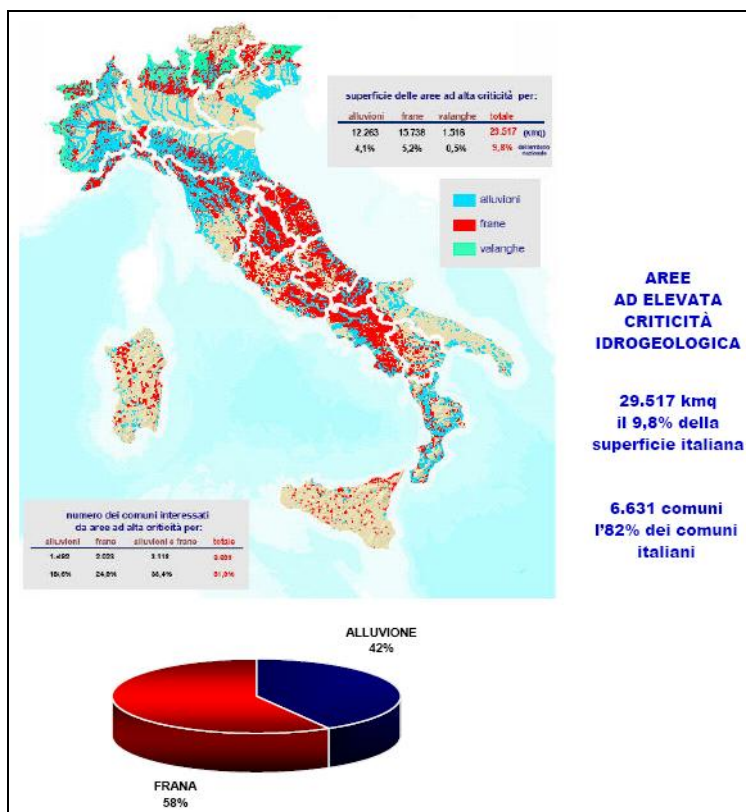 superficie delle aree ad alta criticità per:
alluvioni frane valanghe totale
12.263 15.738 1.516 29.517 (kmq)
4,1% 5,2% 0,5% 9,8% nazionale
alluvioni
frane
valanghe
AREE
AD ELEVATA
CRITICITÀ
IDROGEOLOGICA
29.517 kmq
il 9,8% della
superficie italiana
6.631 comuni
l'82% dei comuni
italiani
numero dei comuni interessati
da aree ad alta criticità per:
alluvioni frane alluvioni e frane totale
24,9%
ALLUVIONE
42%
FRANA
58%